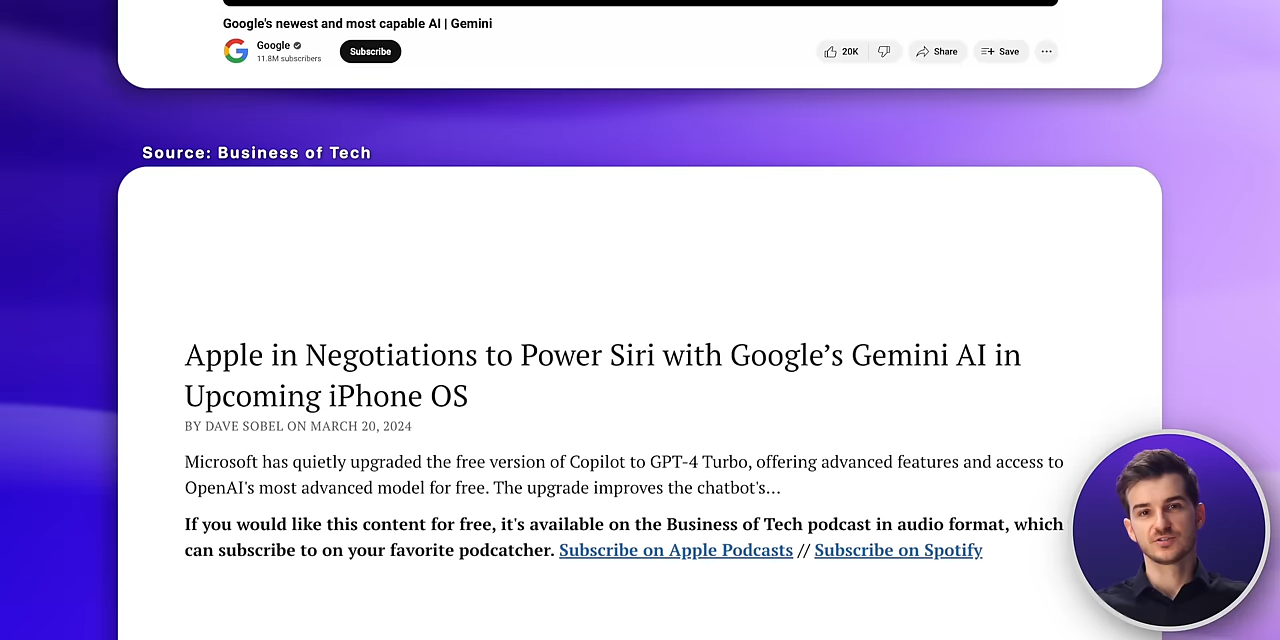 Google's newest and most capable AI | Gemini
Google
11.8M subscribers
Subscribe
20K
Share
Save
Source: Business of Tech
Apple in Negotiations to Power Siri with Google’s Gemini AI in
Upcoming iPhone OS
BY DAVE SOBEL ON MARCH 20, 2024
Microsoft has quietly upgraded the free version of Copilot to GPT-4 Turbo, offering advanced features and access to
OpenAI's most advanced model for free. The upgrade improves the chatbot's...
If you would like this content for free, it's available on the Business of Tech podcast in audio format, which
can subscribe to on your favorite podcatcher. Subscribe on Apple Podcasts // Subscribe on Spotify